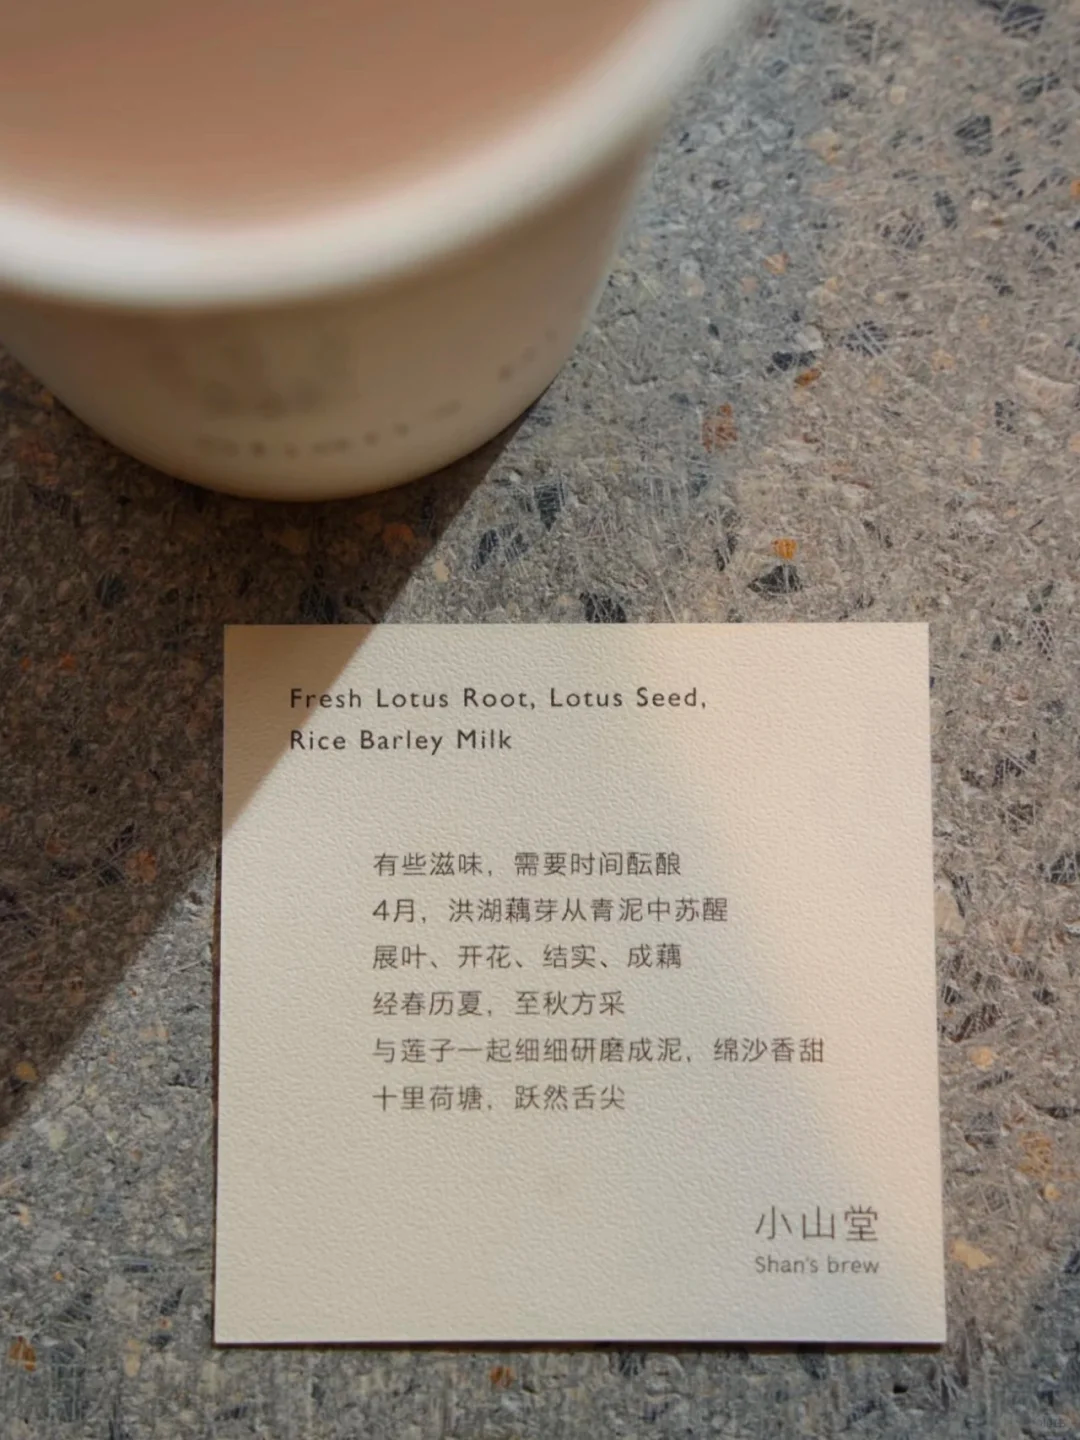 Fresh Lotus Root, Lotus Seed,
Rice Barley Milk
有些滋味，需要时间酝酿
4月，洪湖藕芽从青泥中苏醒
展叶、开花、结实、成藕
经春历夏，至秋方采
与莲子一起细细研磨成泥，绵沙香甜
十里荷塘，跃然舌尖
小山堂
Shan's brew